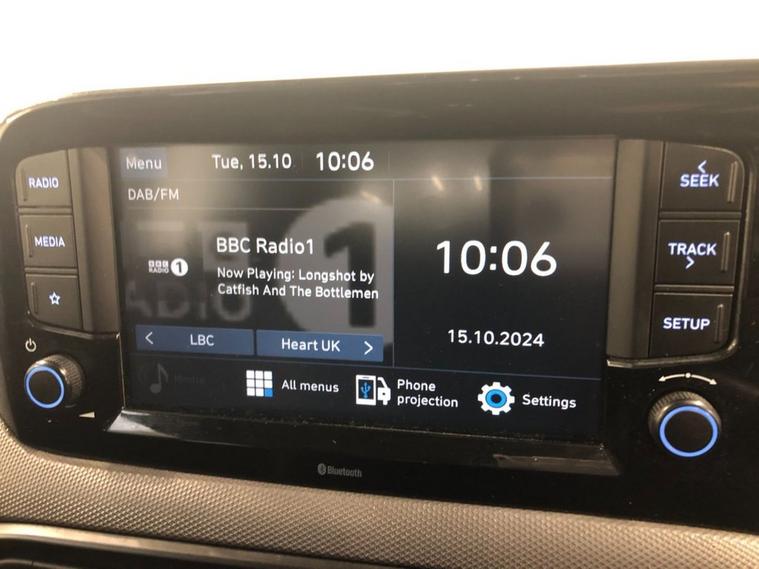 Menu
Tue, 15.10
10:06
DAB/FM
RADIO
MEDIA
BBC
RADIO
1
BBC Radio1
Now Playing: Longshot by
Catfish And The Bottlemen
10:06
15.10.2024
< LBC
Heart UK >
Media
All menus
Phone
projection
Settings
<
SEEK
TRACK
>
SETUP
Bluetooth